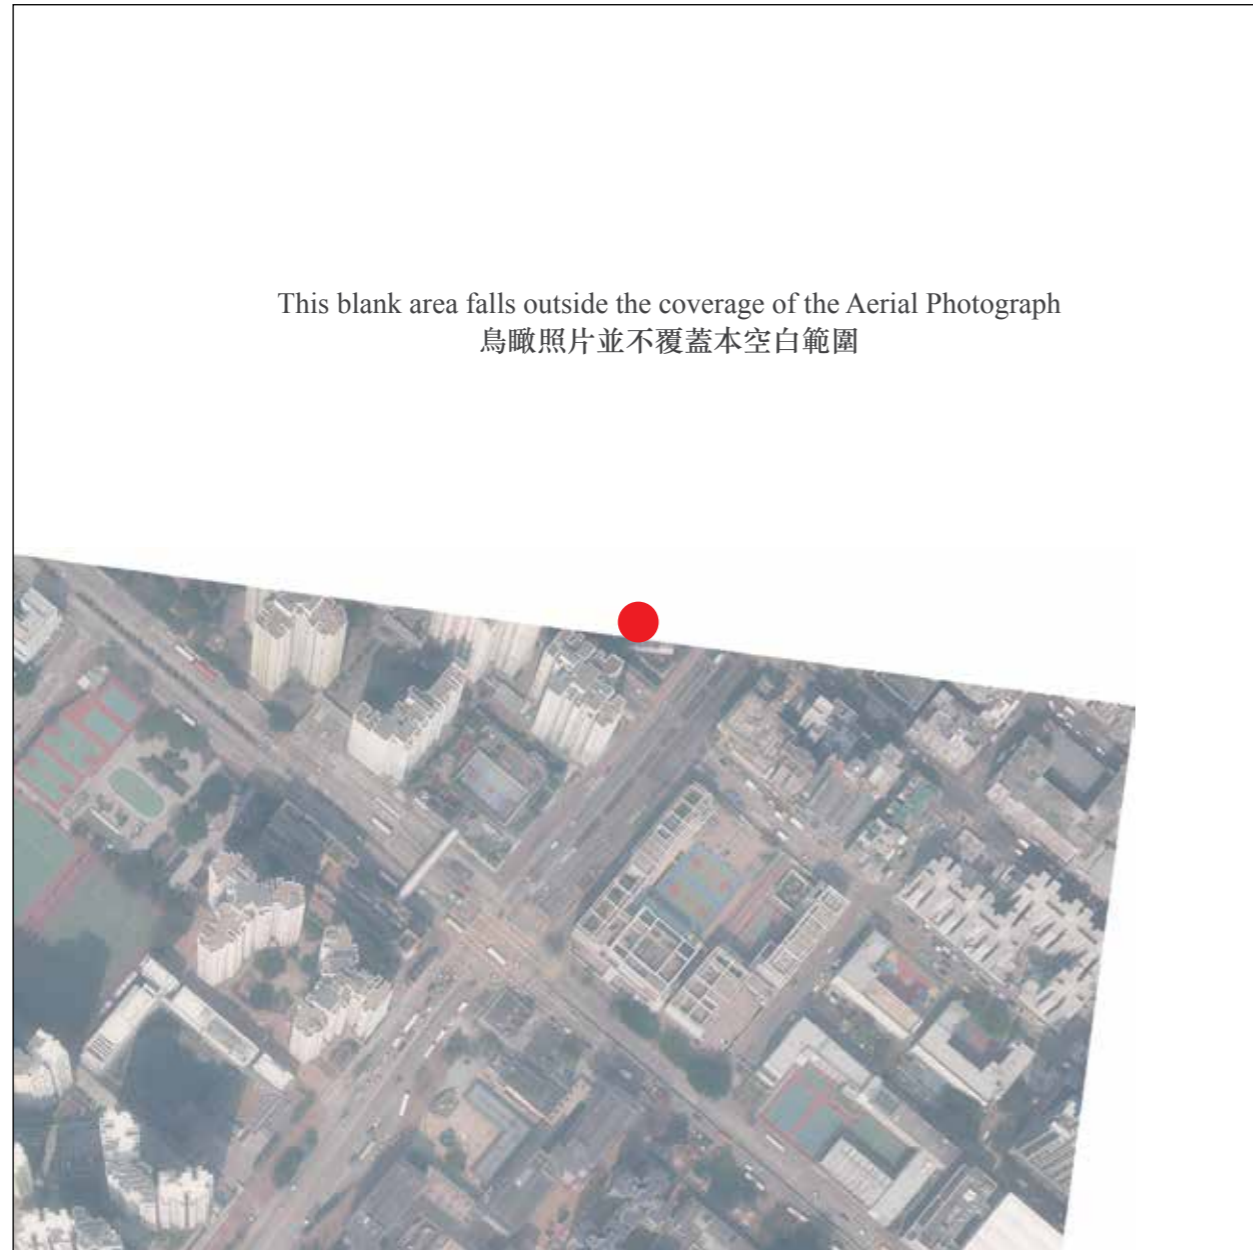 This blank area falls outside the coverage of the Aerial Photograph
鳥瞰照片並不覆蓋本空白範圍